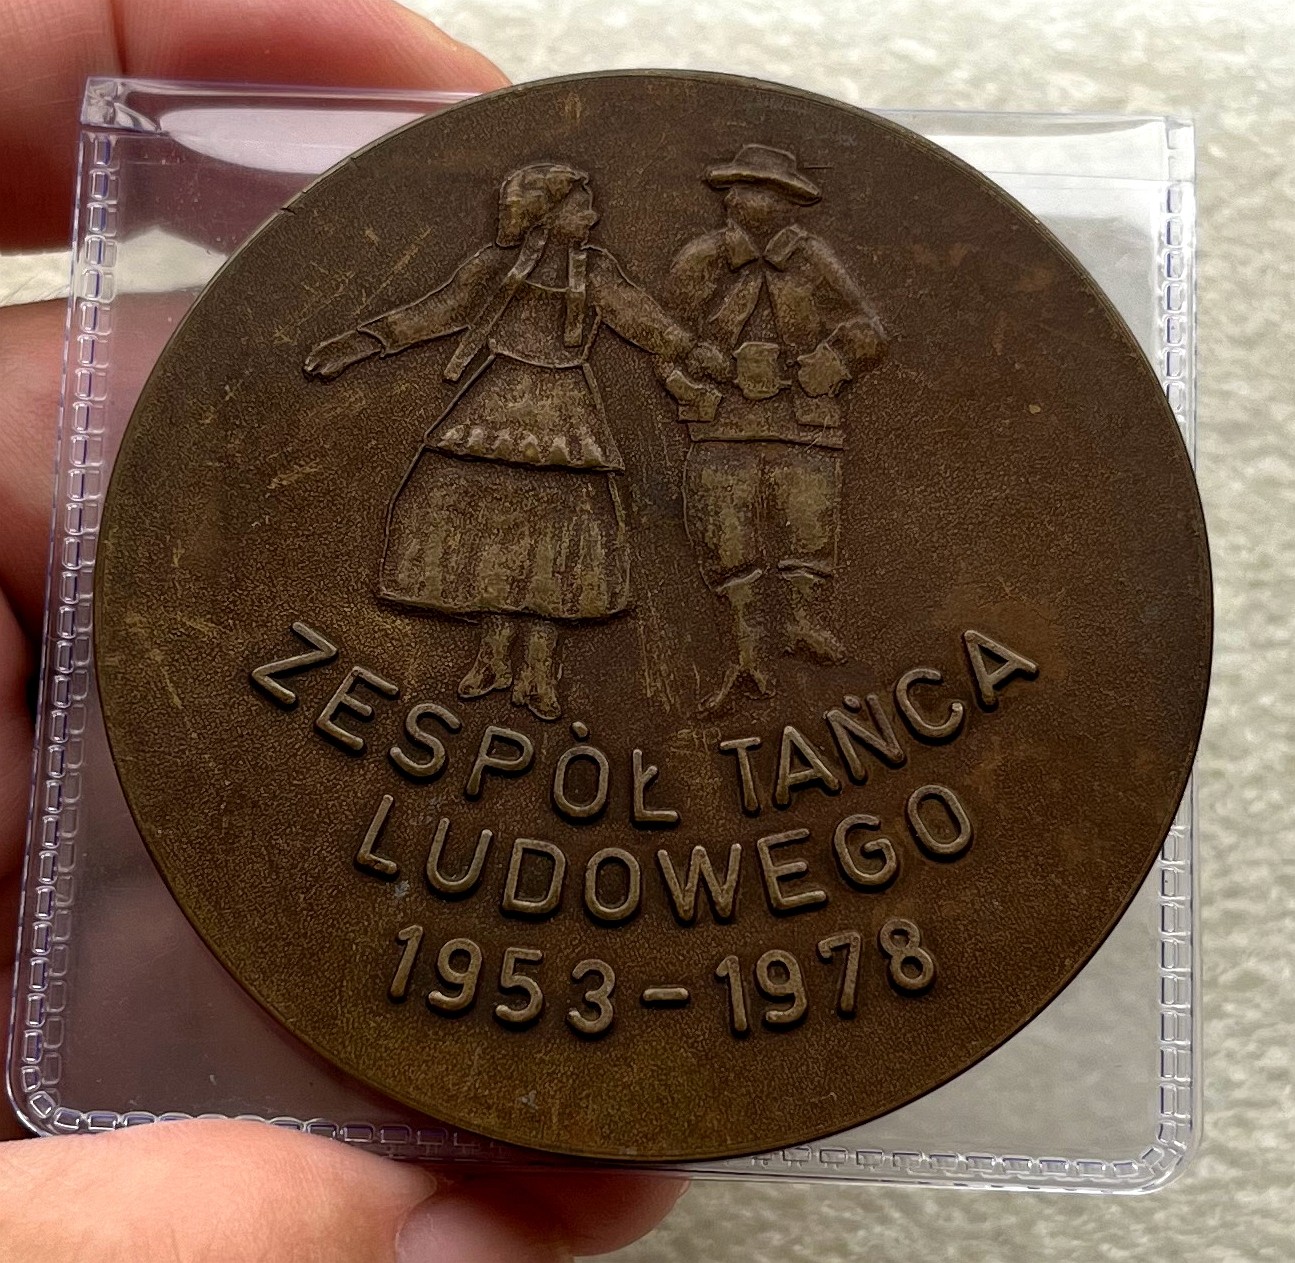 ZESPÓŁ TAŃCA
LUDOWEGO
1953-1978